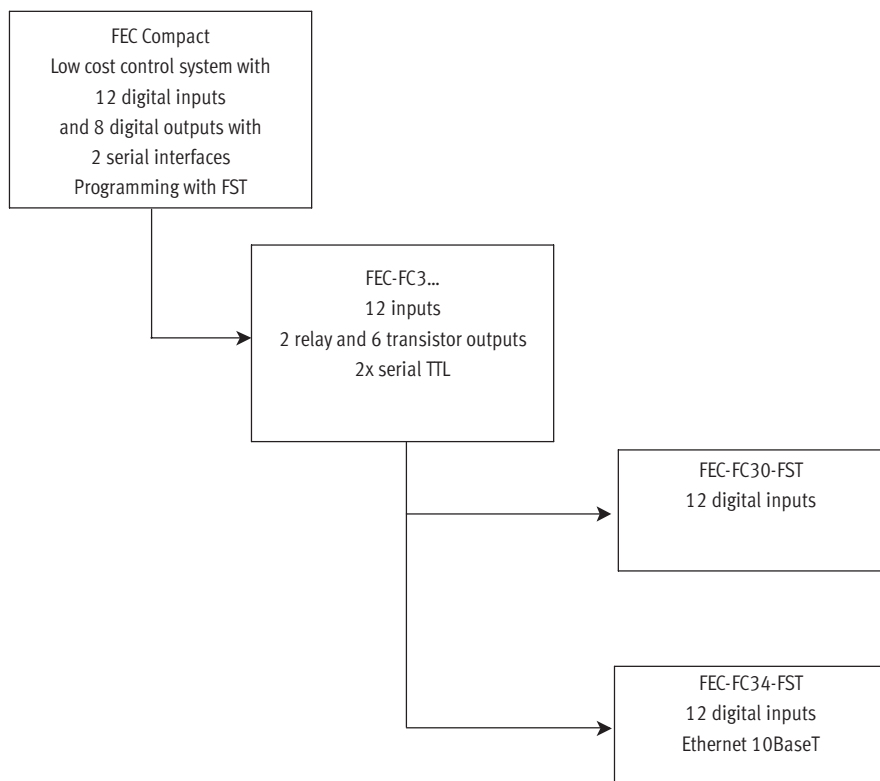 FEC Compact
Low cost control system with
12 digital inputs
and 8 digital outputs with
2 serial interfaces
Programming with FST
FEC-FC3...
12 inputs
2 relay and 6 transistor outputs
2x serial TTL
FEC-FC30-FST
12 digital inputs
FEC-FC34-FST
12 digital inputs
Ethernet 10BaseT